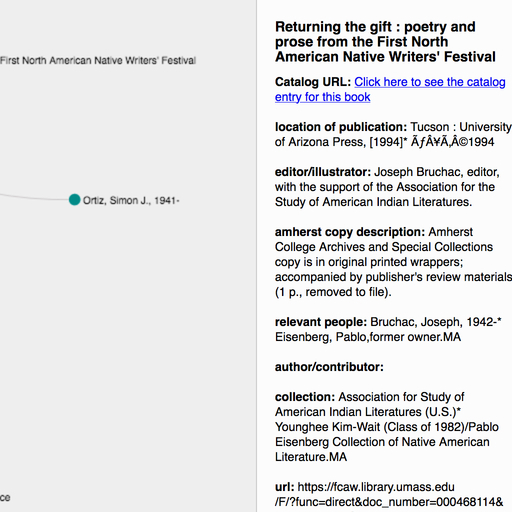 First North American Native Writers' Festival
Ortiz, Simon J., 1941-
ce
Returning the gift : poetry and
prose from the First North
American Native Writers' Festival
Catalog URL: Click here to see the catalog
entry for this book
location of publication: Tucson : University
of Arizona Press, [1994]* ÃƒÂ¥Ã‚Â©1994
editor/illustrator: Joseph Bruchac, editor,
with the support of the Association for the
Study of American Indian Literatures.
amherst copy description: Amherst
College Archives and Special Collections
copy is in original printed wrappers;
accompanied by publisher's review materials
(1 p., removed to file).
relevant people: Bruchac, Joseph, 1942-*
Eisenberg, Pablo,former owner.MA
author/contributor:
collection: Association for Study of
American Indian Literatures (U.S.)*
Younghee Kim-Wait (Class of 1982)/Pablo
Eisenberg Collection of Native American
Literature.MA
url: https://fcaw.library.umass.edu
/F/?func=direct&doc_number=000468114&